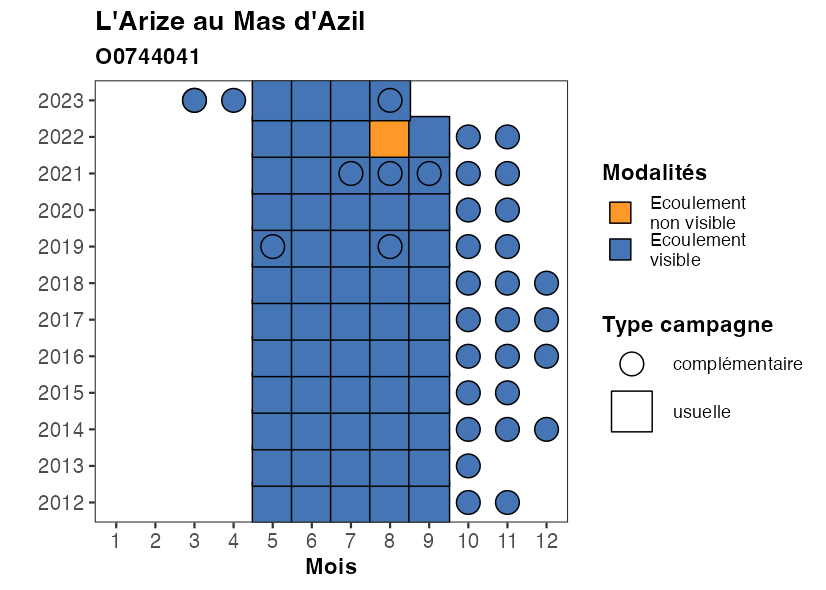 L'Arize au Mas d'Azil
O0744041
2023
2022
2021
2020
2019
2018
2017
2016
2015
2014
2013
2012
1 2 3 4 5 6 7 8 9 10 11 12
Mois
Modalités
Ecoulement
non visible
Ecoulement
visible
Type campagne
complémentaire
usuelle